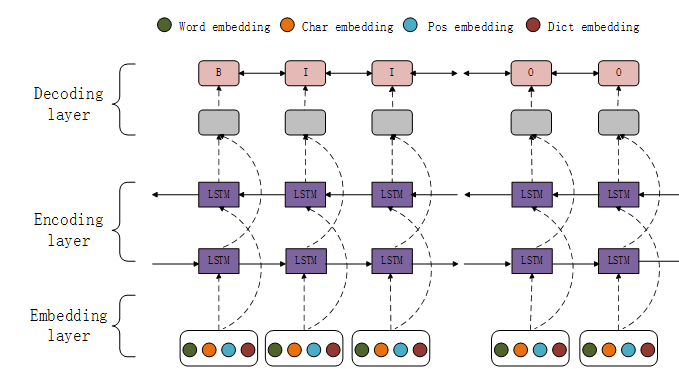 Word embedding Char embedding Pos embedding Dict embedding
B I I O O
Decoding
layer
LSTM LSTM LSTM LSTM LSTM
Encoding
layer
LSTM LSTM LSTM LSTM LSTM
Embedding
layer